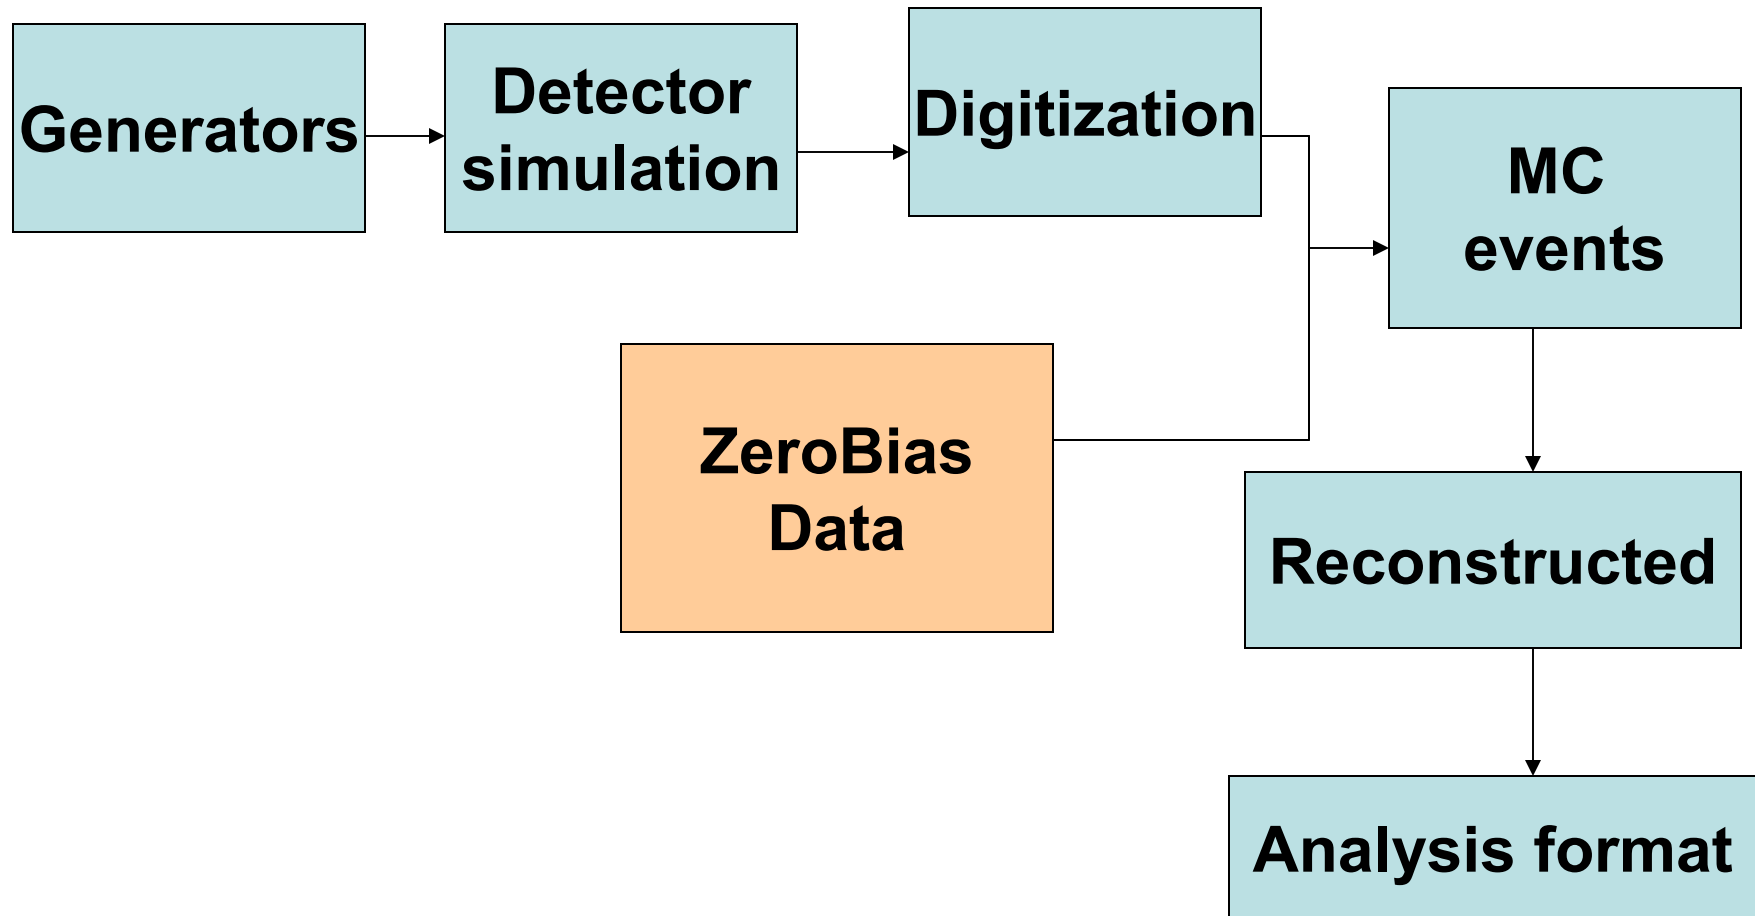 Generators
Detector
simulation
Digitization
MC
events
ZeroBias
Data
Reconstructed
Analysis format